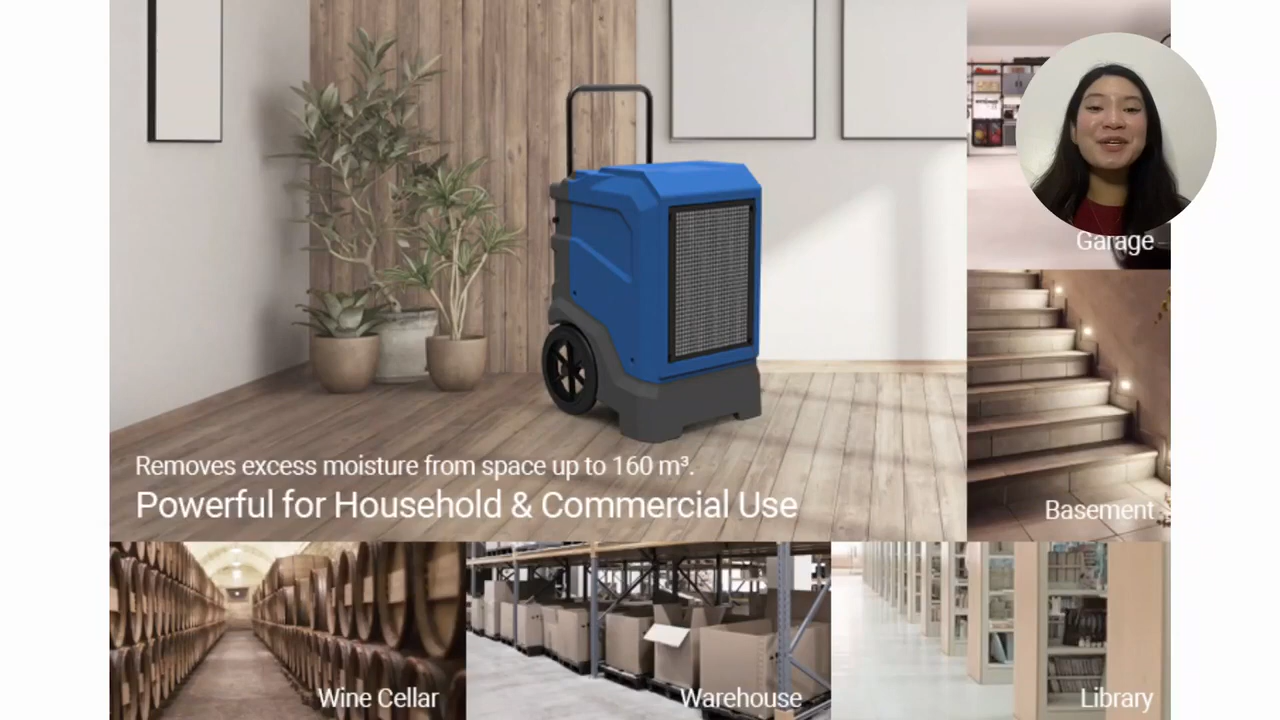 Garage
Removes excess moisture from space up to 160 m³.
Powerful for Household & Commercial Use
Basement
Wine Cellar
Warehouse
Library